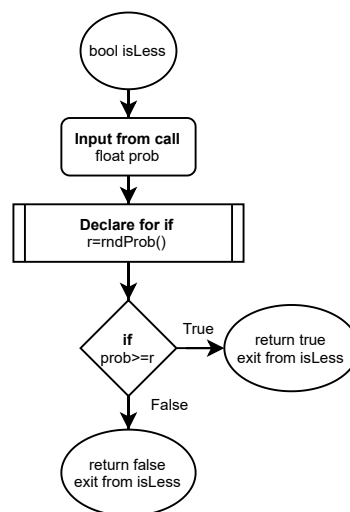 bool isLess
Input from call
float prob
Declare for if
r=rndProb()
if
prob>=r
True
return true
exit from isLess
False
return false
exit from isLess